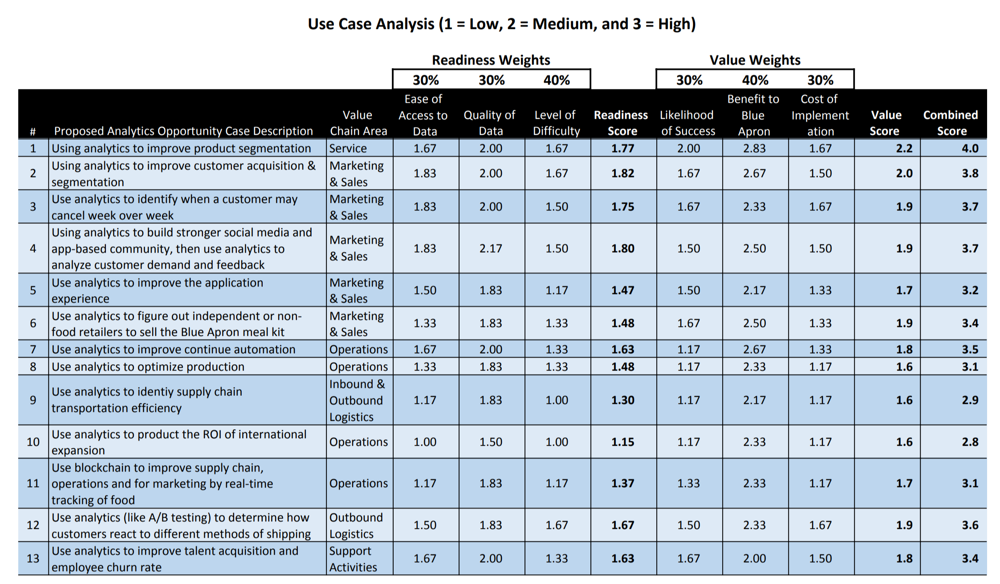 Use Case Analysis (1 = Low, 2 = Medium, and 3 = High)
Readiness Weights
Value Weights
30% 30% 40% 30% 40% 30%
# Proposed Analytics Opportunity Case Description Value Chain Area Ease of Access to Data Quality of Data Level of Difficulty Readiness Score Likelihood of Success Benefit to Blue Apron Cost of Implement ation Value Score Combined Score
1 Using analytics to improve product segmentation Service 1.67 2.00 1.67 1.77 2.00 2.83 1.67 2.2 4.0
2 Using analytics to improve customer acquisition & segmentation Marketing & Sales 1.83 2.00 1.67 1.82 1.67 2.67 1.50 2.0 3.8
3 Use analytics to identify when a customer may cancel week over week Marketing & Sales 1.83 2.00 1.50 1.75 1.67 2.33 1.67 1.9 3.7
4 Using analytics to build stronger social media and app-based community, then use analytics to analyze customer demand and feedback Marketing & Sales 1.83 2.17 1.50 1.80 1.50 2.50 1.50 1.9 3.7
5 Use analytics to improve the application experience Marketing & Sales 1.50 1.83 1.17 1.47 1.50 2.17 1.33 1.7 3.2
6 Use analytics to figure out independent or non-food retailers to sell the Blue Apron meal kit Marketing & Sales 1.33 1.83 1.33 1.48 1.67 2.50 1.33 1.9 3.4
7 Use analytics to improve continue automation Operations 1.67 2.00 1.33 1.63 1.17 2.67 1.33 1.8 3.5
8 Use analytics to optimize production Operations 1.33 1.83 1.33 1.48 1.17 2.33 1.17 1.6 3.1
9 Use analytics to identiy supply chain transportation efficiency Inbound & Outbound Logistics 1.17 1.83 1.00 1.30 1.17 2.17 1.17 1.6 2.9
10 Use analytics to product the ROI of international expansion Operations 1.00 1.50 1.00 1.15 1.17 2.33 1.17 1.6 2.8
11 Use blockchain to improve supply chain, operations and for marketing by real-time tracking of food Operations 1.17 1.83 1.17 1.37 1.33 2.33 1.17 1.7 3.1
12 Use analytics (like A/B testing) to determine how customers react to different methods of shipping Outbound Logistics 1.50 1.83 1.67 1.67 1.50 2.33 1.67 1.9 3.6
13 Use analytics to improve talent acquisition and employee churn rate Support Activities 1.67 2.00 1.33 1.63 1.67 2.00 1.50 1.8 3.4